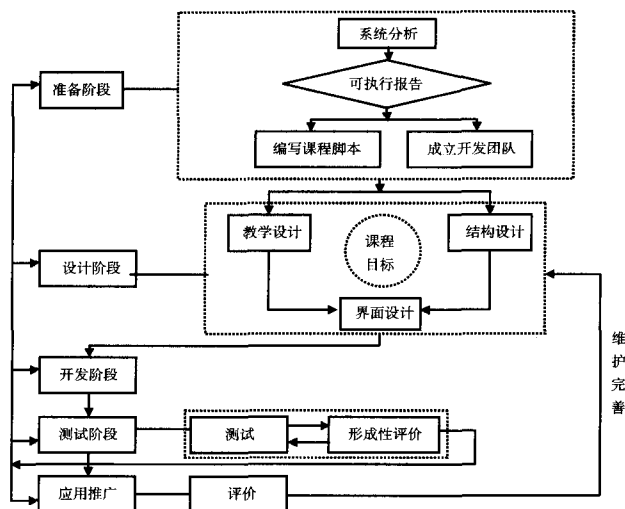 系统分析
准备阶段
可执行报告
编写课程脚本
成立开发团队
教学设计
课程
目标
结构设计
设计阶段
界面设计
维护完善
开发阶段
测试阶段
测试
形成性评价
应用推广
评价